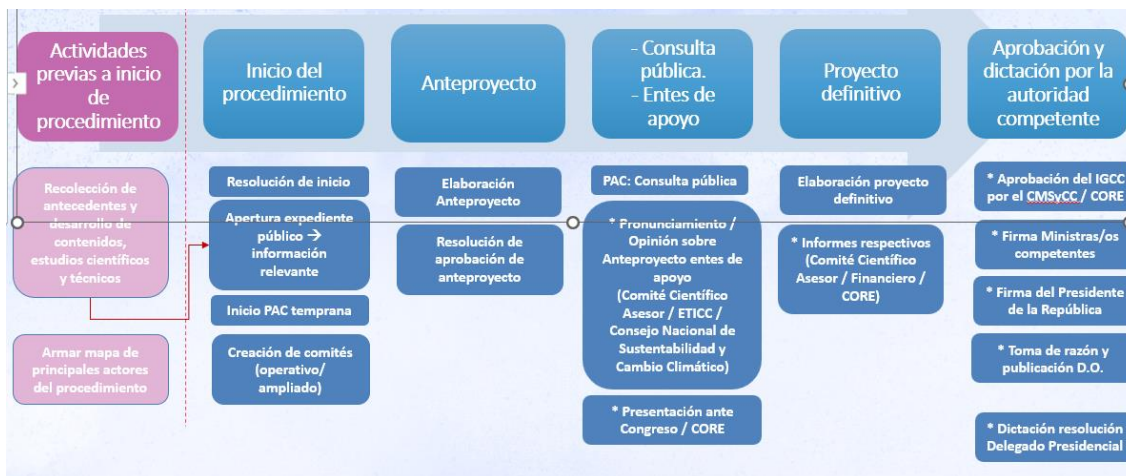 Actividades
previas a inicio
de
procedimiento
Recolección de
antecedentes y
desarrollo de
contenidos,
estudios científicos
y técnicos
Armar mapa de
principales actores
del procedimiento
Inicio del
procedimiento
Resolución de inicio
Apertura expediente
público →
información
relevante
Inicio PAC temprana
Creación de comités
(operativo/
ampliado)
Anteproyecto
Elaboración
Anteproyecto
Resolución de
aprobación de
anteproyecto
- Consulta
pública.
- Entes de
apoyo
PAC: Consulta pública
* Pronunciamiento /
Opinión sobre
Anteproyecto entes de
apoyo
(Comité Científico
Asesor / ETICC /
Consejo Nacional de
Sustentabilidad y
Cambio Climático)
* Presentación ante
Congreso / CORE
Proyecto
definitivo
Elaboración proyecto
definitivo
* Informes respectivos
(Comité Científico
Asesor / Financiero /
CORE)
Aprobación y
dictación por la
autoridad
competente
* Aprobación del IGCC
por el CMSyCC / CORE
* Firma Ministras/os
competentes
* Firma del Presidente
de la República
* Toma de razón y
publicación D.O.
* Dictación resolución
Delegado Presidencial